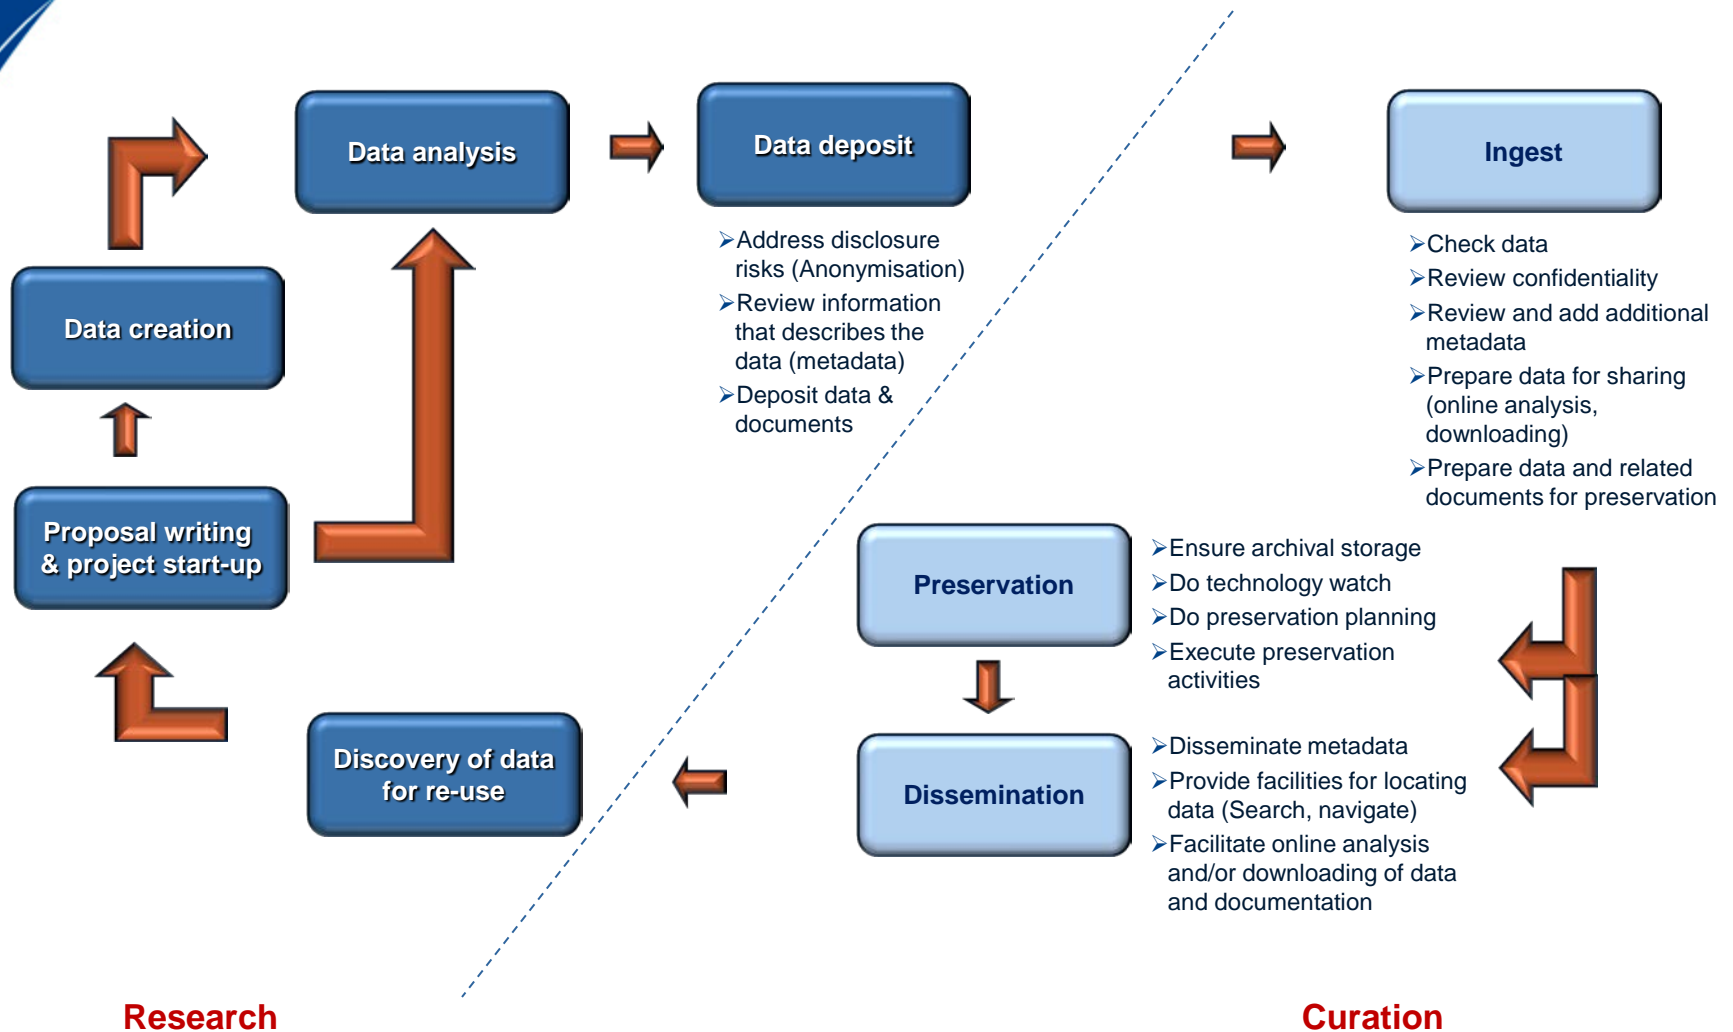 Data analysis
Data deposit
Ingest
➢Address disclosure
risks (Anonymisation)
➢Review information
that describes the
data (metadata)
➢Deposit data &
documents
➢Check data
➢Review confidentiality
➢Review and add additional
metadata
➢Prepare data for sharing
(online analysis,
downloading)
➢Prepare data and related
documents for preservation
Data creation
Proposal writing
& project start-up
Preservation
➢Ensure archival storage
➢Do technology watch
➢Do preservation planning
➢Execute preservation
activities
Discovery of data
for re-use
Dissemination
➢Disseminate metadata
➢Provide facilities for locating
data (Search, navigate)
➢Facilitate online analysis
and/or downloading of data
and documentation
Research
Curation